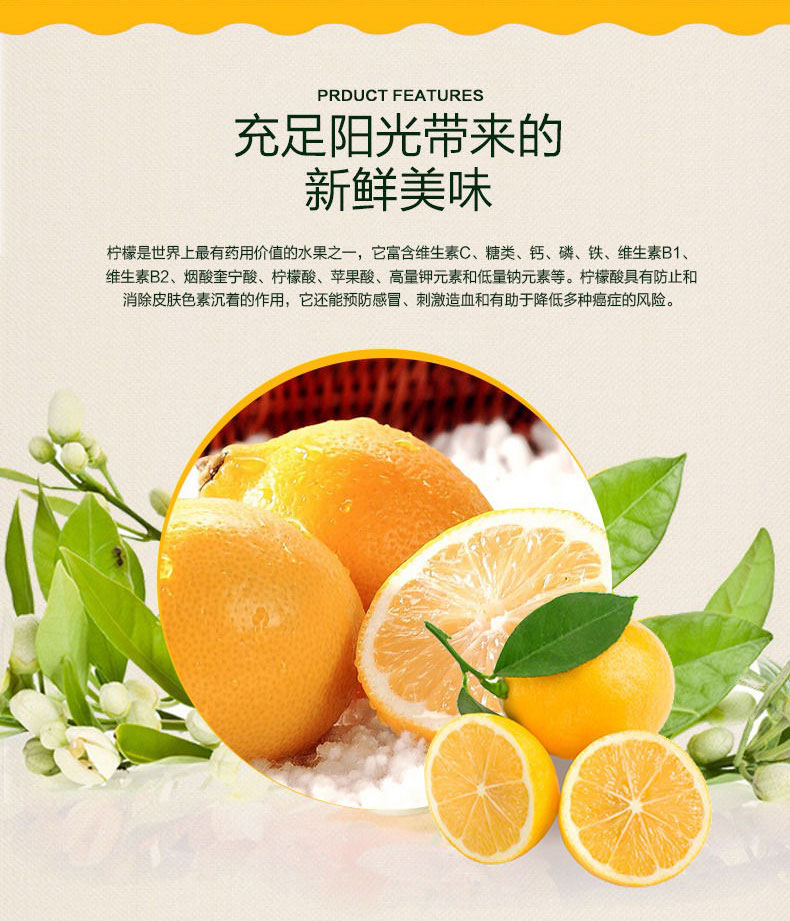 PRDUCT FEATURES
充足阳光带来的
新鲜美味
柠檬是世界上最有药用价值的水果之一，它富含维生素C、糖类、钙、磷、铁、维生素B1、
维生素B2、烟酸奎宁酸、柠檬酸、苹果酸、高量钾元素和低量钠元素等。柠檬酸具有防止和
消除皮肤色素沉着的作用，它还能预防感冒、刺激造血和有助于降低多种癌症的风险。